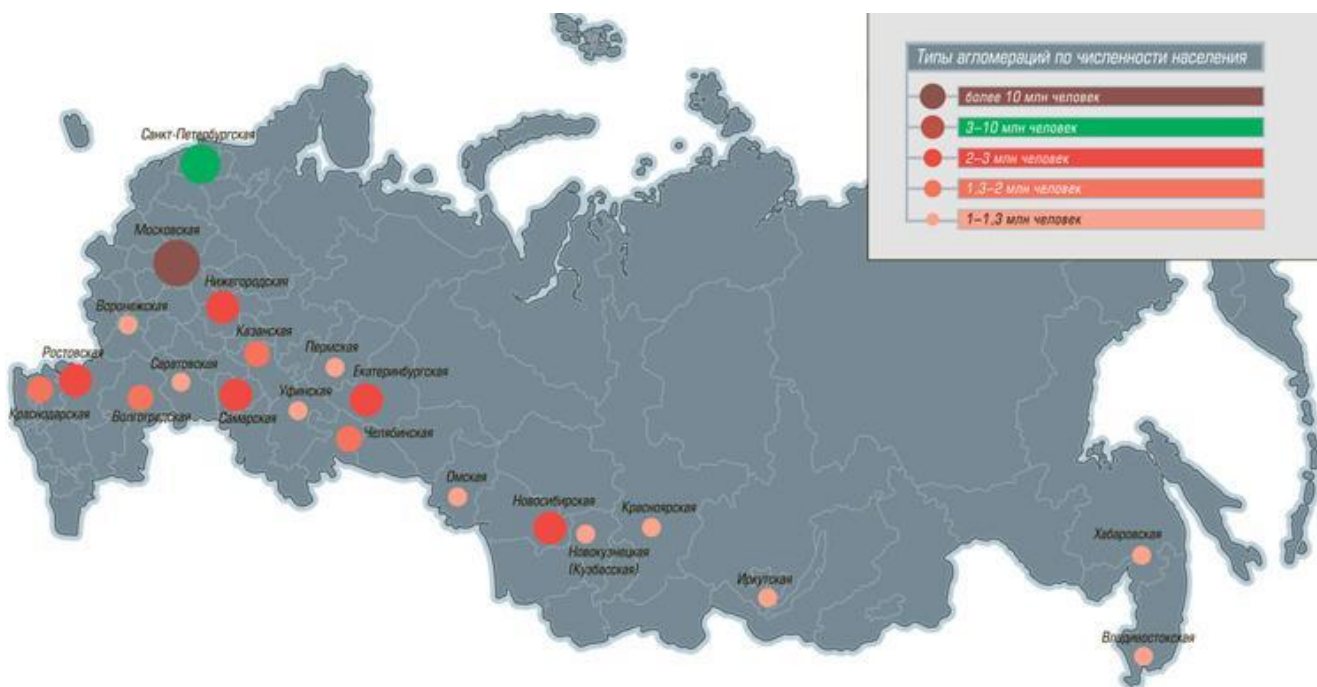 Типы агломераций по численности населения
более 10 млн человек
3–10 млн человек
2–3 млн человек
1,3–2 млн человек
1–1,3 млн человек
Санкт-Петербургская
Московская
Нижегородская
Воронежская
Казанская
Пермская
Ростовская
Саратовская
Екатеринбургская
Уфимская
Краснодарская
Волгоградская
Самарская
Челябинская
Омская
Новосибирская
Красноярская
Новокузнецкая
(Кузбасская)
Иркутская
Хабаровская
Владивостокская